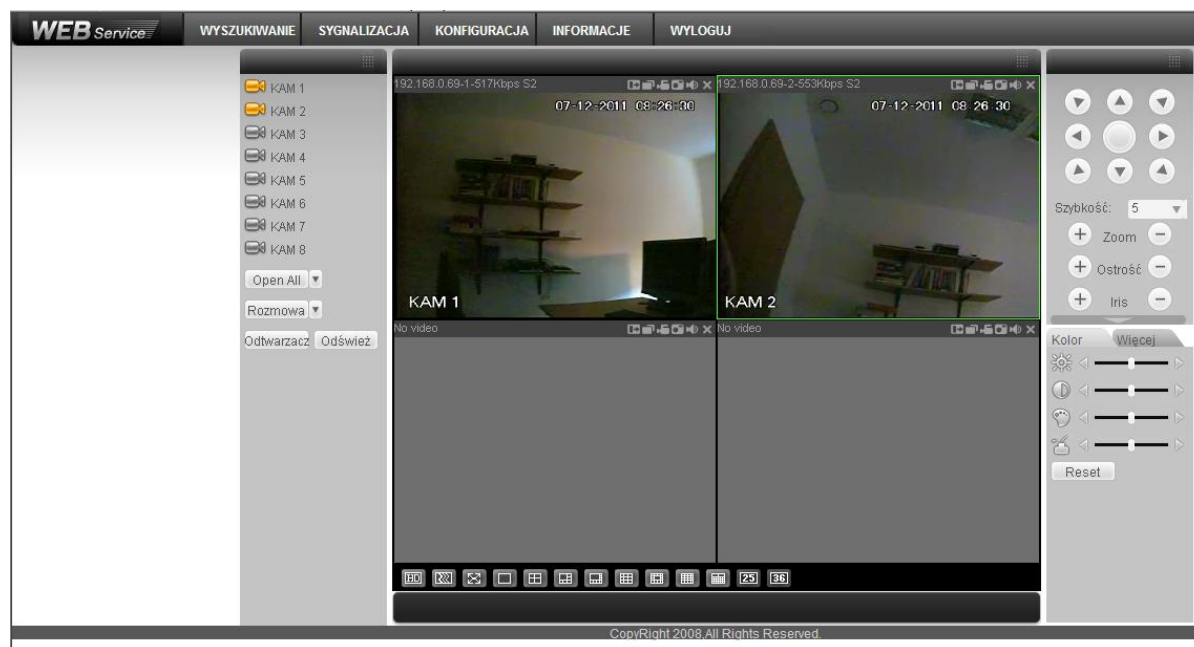 WEB Service
WYSZUKIWANIE SYGNALIZACJA KONFIGURACJA INFORMACJE WYLOGUJ
KAM 1
KAM 2
KAM 3
KAM 4
KAM 5
KAM 6
KAM 7
KAM 8
Open All
Rozmowa
Odtwarzacz Odśwież
192.168.0.69-1-517Kbps S2
07-12-2011 08:26:30
KAM 1
192.168.0.69-2-553Kbps S2
07-12-2011 08:26:30
KAM 2
No video
No video
HD
25 36
Szybkość: 5
Zoom
Ostrość
Iris
Kolor Więcej
Reset
CopyRight 2008,All Rights Reserved.